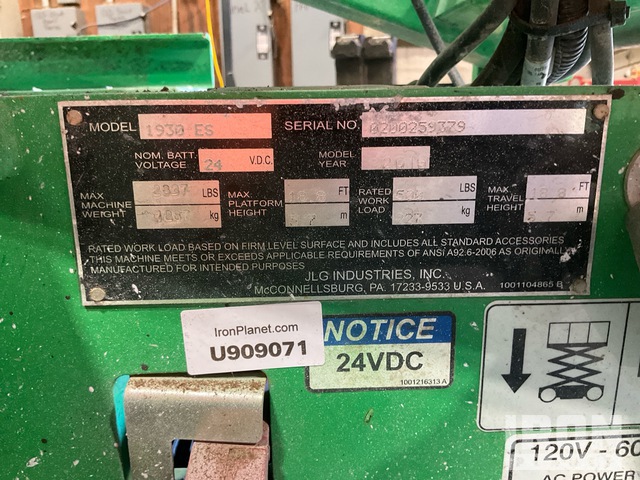 MODEL 1930 ES SERIAL NO. 0200259779
NOM. BATT. VOLTAGE 24 V.D.C. MODEL YEAR
MAX MACHINE WEIGHT LBS kg MAX. PLATFORM HEIGHT FT m RATED WORK LOAD LBS kg MAX TRAVEL HEIGHT FT m
RATED WORK LOAD BASED ON FIRM LEVEL SURFACE AND INCLUDES ALL STANDARD ACCESSORIES
THIS MACHINE MEETS OR EXCEEDS APPLICABLE REQUIREMENTS OF ANSI A92.6-2006 AS ORIGINALLY
MANUFACTURED FOR INTENDED PURPOSES
JLG INDUSTRIES, INC.
McCONNELLSBURG, PA. 17233-9533 U.S.A. 1001104865 B
IronPlanet.com
U909071
NOTICE
24VDC
1001216313 A
120V - 60
AC POWER
IRON